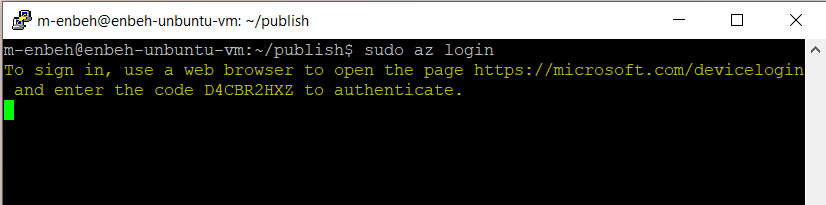 m-enbeh@enbeh-unbuntu-vm: ~/publish
m-enbeh@enbeh-unbuntu-vm:~/publish$ sudo az login
To sign in, use a web browser to open the page https://microsoft.com/devicelogin
and enter the code D4CBR2HXZ to authenticate.